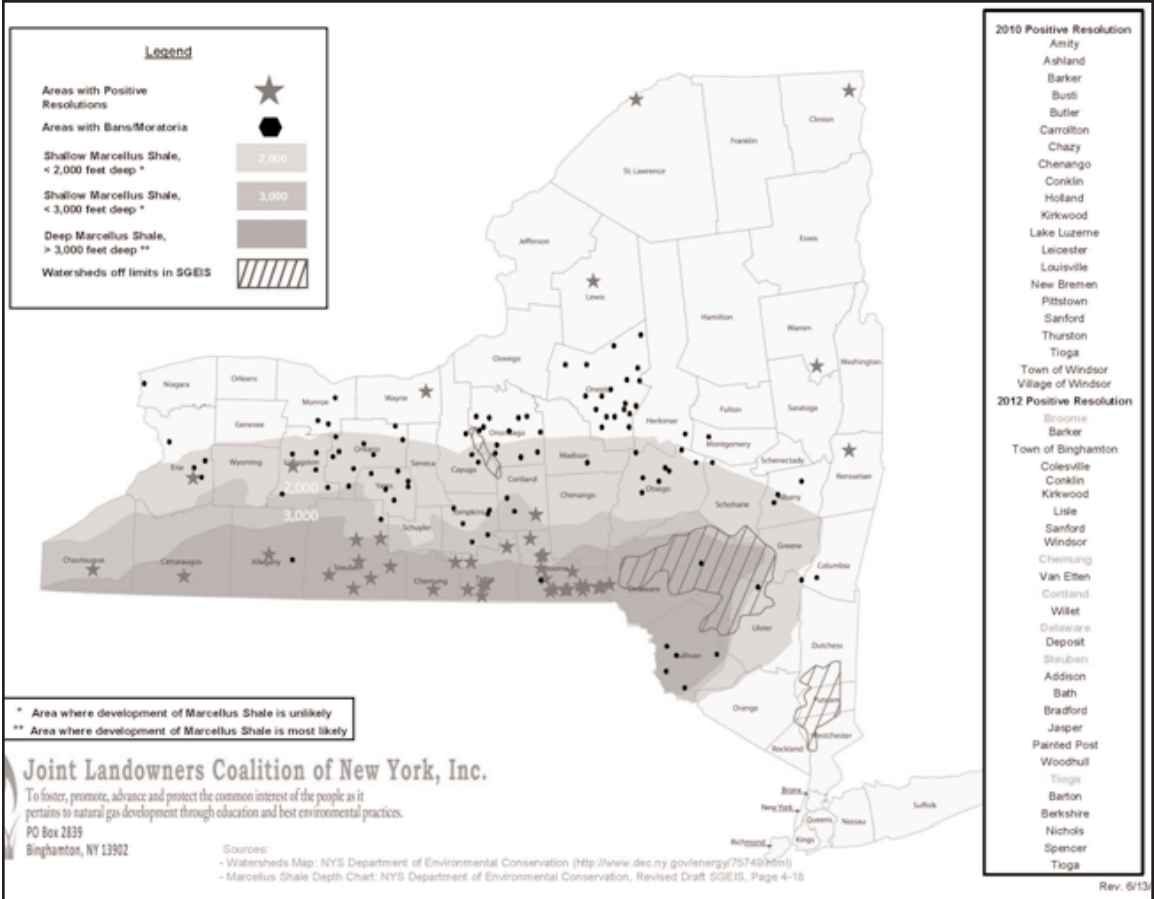 Legend
Areas with Positive
Resolutions
Areas with Bans/Moratoria
Shallow Marcellus Shale,
< 2,000 feet deep *
2,000
Shallow Marcellus Shale,
< 3,000 feet deep *
3,000
Deep Marcellus Shale,
> 3,000 feet deep **
Watersheds off limits in SGEIS
Clinton
Franklin
St. Lawrence
Essex
Jefferson
Lewis
Hamilton
Warren
Washington
Oswego
Niagara
Orleans
Monroe
Wayne
Genesee
Herkimer
Fulton
Saratoga
Montgomery
Schenectady
Rensselaer
Erie
Wyoming
Livingston
Ontario
Seneca
Cayuga
Onondaga
Madison
Cortland
Chenango
Otsego
Schoharie
Albany
2,000
3,000
Schuyler
Tompkins
Greene
Columbia
Chautauqua
Cattaraugus
Allegany
Steuben
Chemung
Tioga
Delaware
Ulster
Sullivan
Dutchess
Orange
Putnam
Westchester
Rockland
Bronx
New York
Queens
Nassau
Suffolk
Richmond
Kings
* Area where development of Marcellus Shale is unlikely
** Area where development of Marcellus Shale is most likely
Joint Landowners Coalition of New York, Inc.
To foster, promote, advance and protect the common interest of the people as it
pertains to natural gas development through education and best environmental practices.
PO Box 2839
Binghamton, NY 13902
Sources:
- Watersheds Map: NYS Department of Environmental Conservation (http://www.dec.ny.gov/energy/75749.html)
- Marcellus Shale Depth Chart: NYS Department of Environmental Conservation, Revised Draft SGEIS, Page 4-18
2010 Positive Resolution
Amity
Ashland
Barker
Busti
Butler
Carrollton
Chazy
Chenango
Conklin
Holland
Kirkwood
Lake Luzerne
Leicester
Louisville
New Bremen
Pittstown
Sanford
Thurston
Tioga
Town of Windsor
Village of Windsor
2012 Positive Resolution
Broome
Barker
Town of Binghamton
Colesville
Conklin
Kirkwood
Lisle
Sanford
Windsor
Chemung
Van Etten
Cortland
Willet
Delaware
Deposit
Steuben
Addison
Bath
Bradford
Jasper
Painted Post
Woodhull
Tioga
Barton
Berkshire
Nichols
Spencer
Tioga
Rev. 6/13/